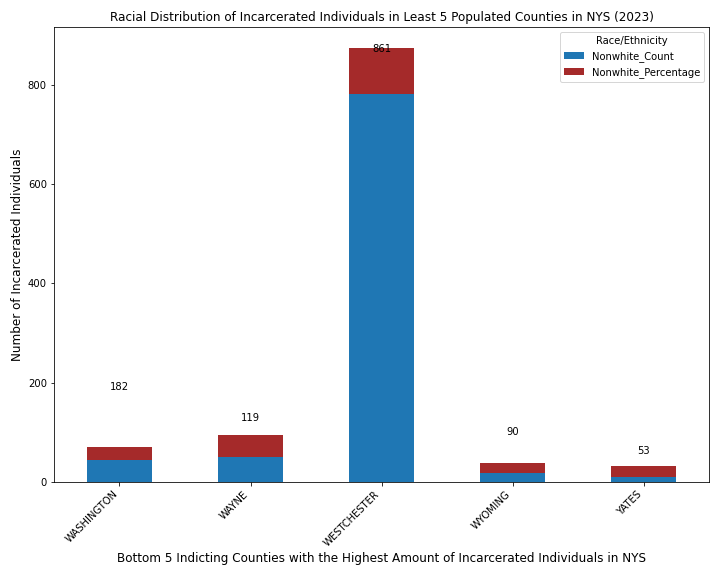 Racial Distribution of Incarcerated Individuals in Least 5 Populated Counties in NYS (2023)
Race/Ethnicity
Nonwhite_Count
Nonwhite_Percentage
Number of Incarcerated Individuals
800
600
400
200
0
182
119
861
90
53
WASHINGTON
WAYNE
WESTCHESTER
WYOMING
YATES
Bottom 5 Indicting Counties with the Highest Amount of Incarcerated Individuals in NYS